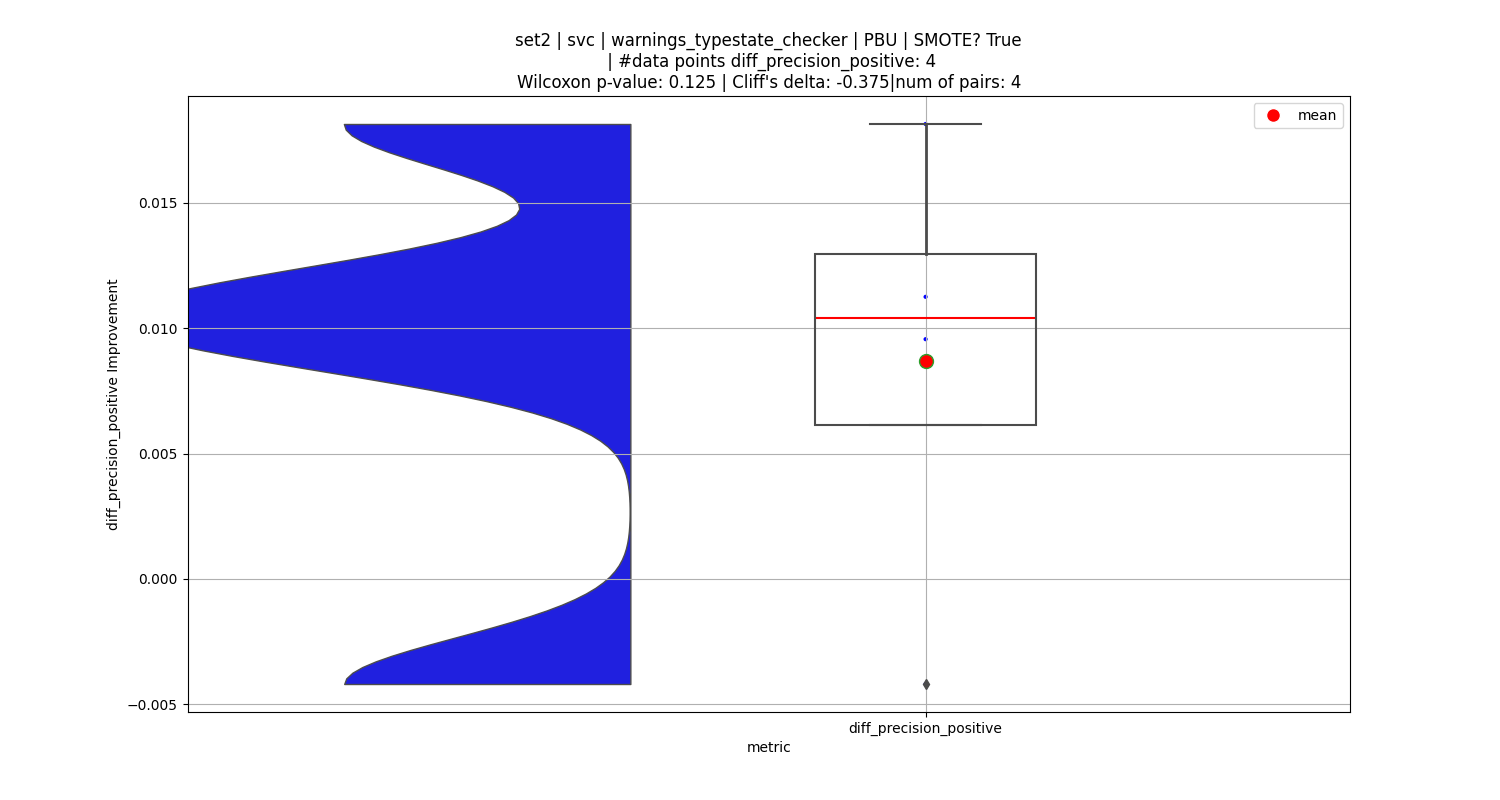 set2 | svc | warnings_typestate_checker | PBU | SMOTE? True
| #data points diff_precision_positive: 4
Wilcoxon p-value: 0.125 | Cliff's delta: -0.375|num of pairs: 4
mean
0.015
0.010
0.005
0.000
−0.005
diff_precision_positive Improvement
diff_precision_positive
metric